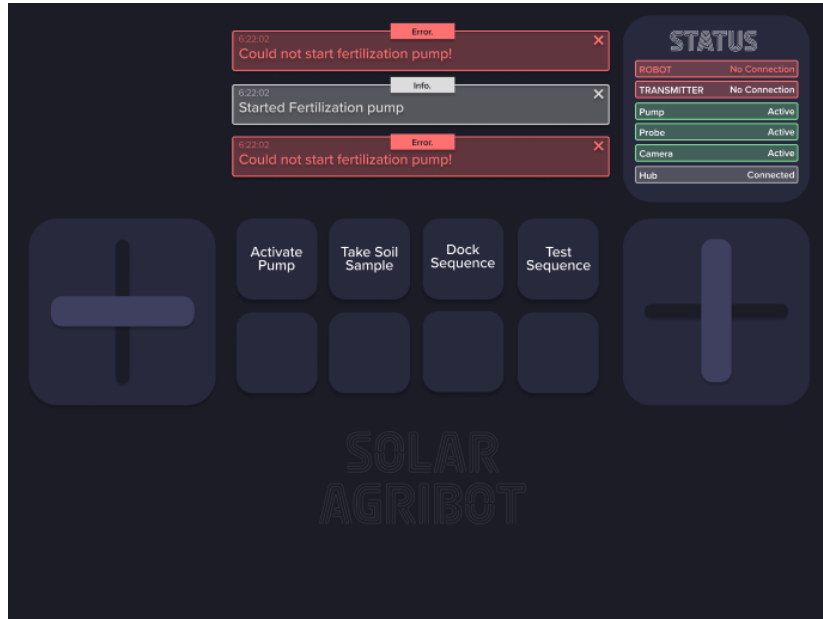 Error.
6:22:02
Could not start fertilization pump!
Info.
6:22:02
Started Fertilization pump
Error.
6:22:02
Could not start fertilization pump!
STATUS
ROBOT No Connection
TRANSMITTER No Connection
Pump Active
Probe Active
Camera Active
Hub Connected
Activate
Pump
Take Soil
Sample
Dock
Sequence
Test
Sequence
SOLAR
AGRIBOT